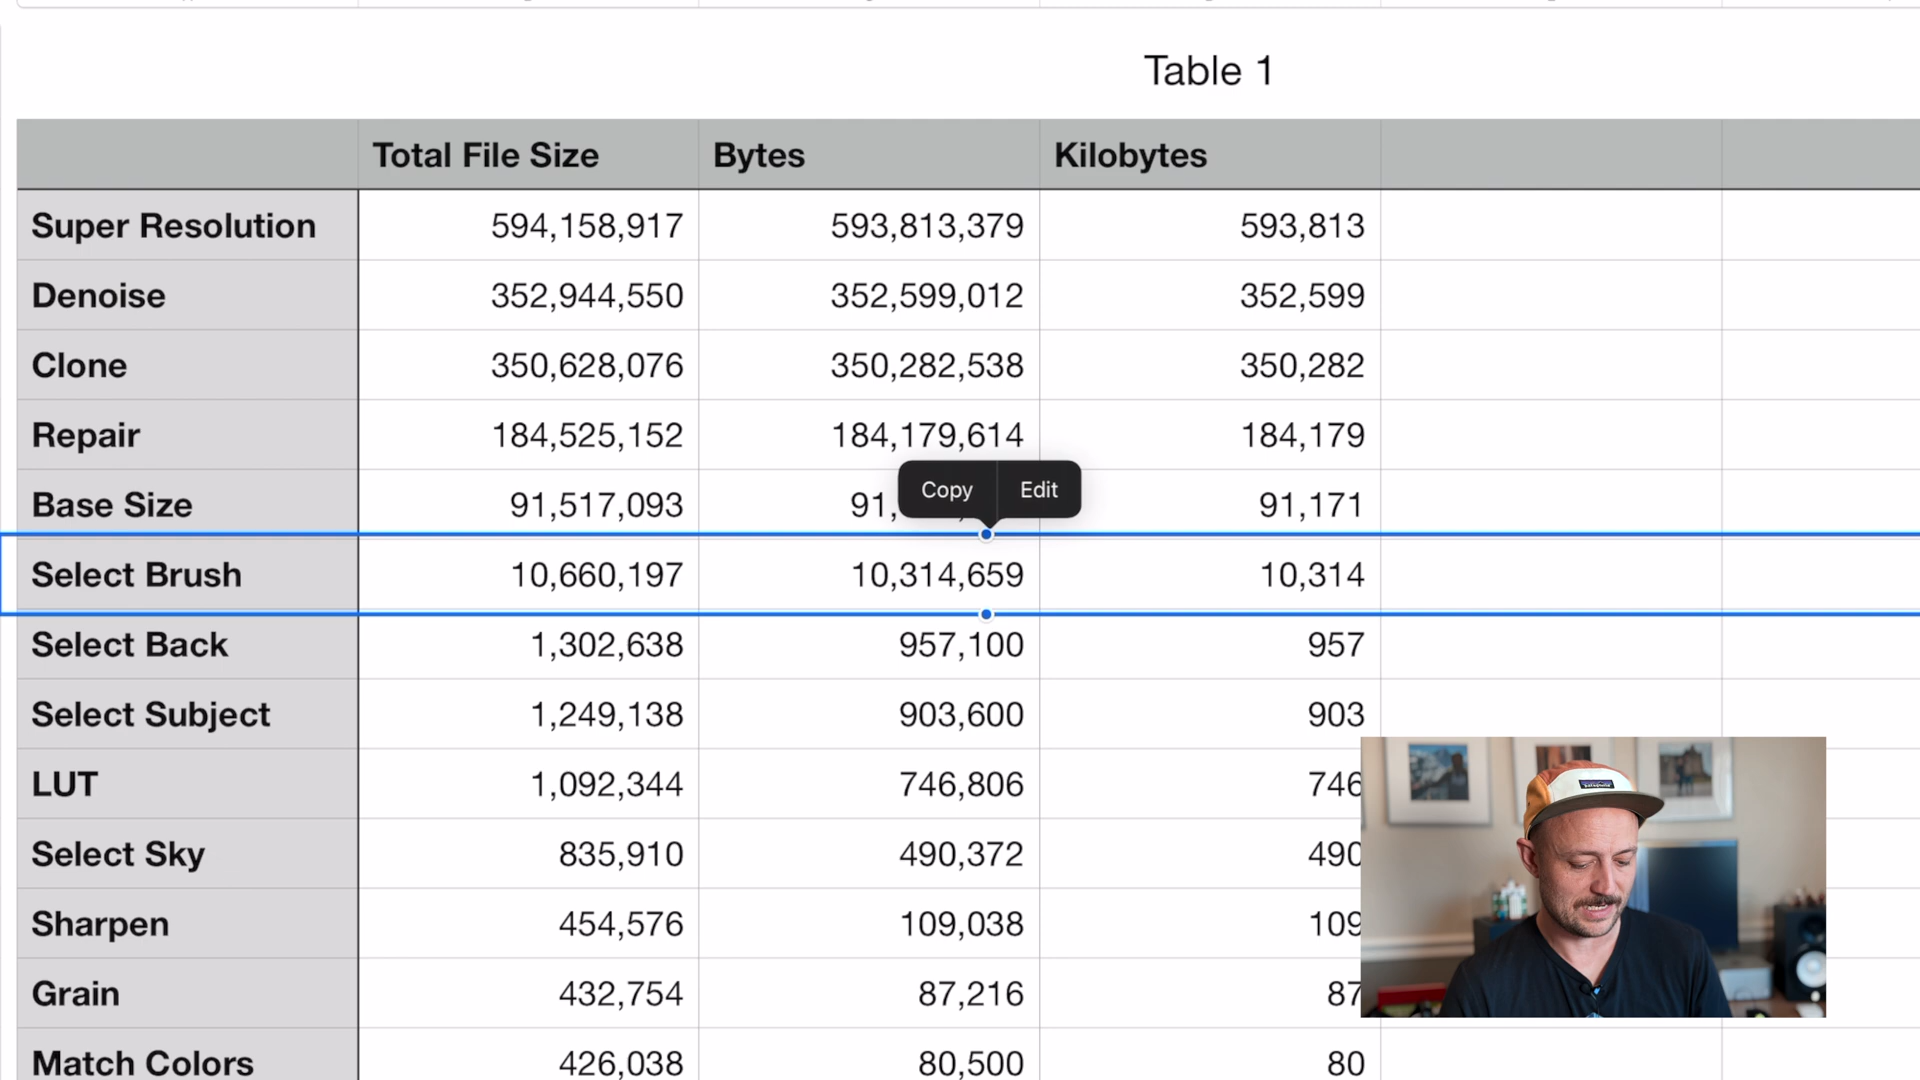 Table 1
Total File Size Bytes Kilobytes
Super Resolution 594,158,917 593,813,379 593,813
Denoise 352,944,550 352,599,012 352,599
Clone 350,628,076 350,282,538 350,282
Repair 184,525,152 184,179,614 184,179
Copy Edit
Base Size 91,517,093 91, 91,171
Select Brush 10,660,197 10,314,659 10,314
Select Back 1,302,638 957,100 957
Select Subject 1,249,138 903,600 903
LUT 1,092,344 746,806 746
Select Sky 835,910 490,372 490
Sharpen 454,576 109,038 109
Grain 432,754 87,216 87
Match Colors 426,038 80,500 80